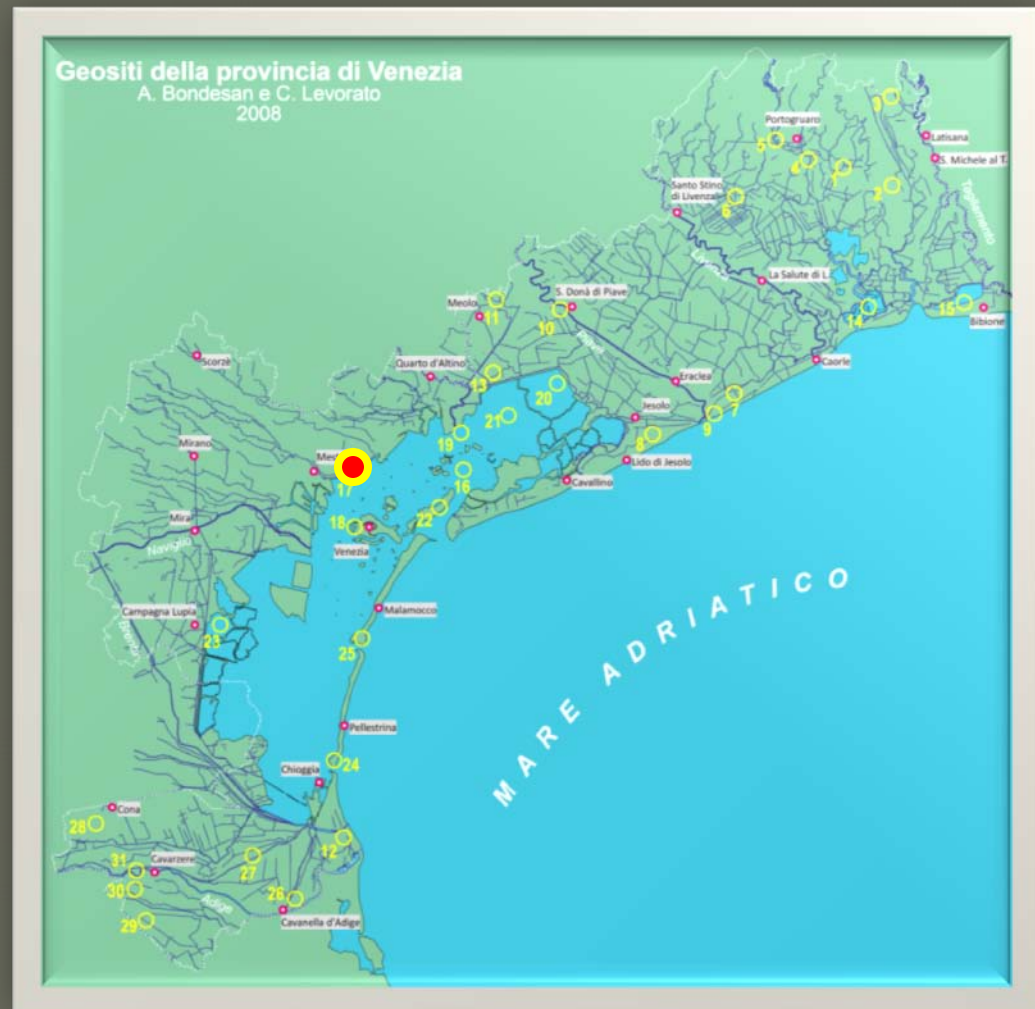 Geositi della provincia di Venezia
A. Bondesan e C. Levorato
2008
3
Portogruaro
Latisana
5
4
1
S. Michele al T.
Santo Stino
di Livenza
6
2
Tagliamento
Livenza
La Salute di L.
Meolo
11
S. Donà di Piave
10
14
15
Bibione
Piave
Scorzè
Quarto d'Altino
13
20
Eraclea
Caorle
7
21
Jesolo
9
19
8
Mirano
Lido di Jesolo
16
Cavallino
17
22
18
Mira
Naviglio
Venezia
MARE ADRIATICO
Campagna Lupia
Brenta
23
Malamocco
25
Pellestrina
24
Chioggia
Cona
28
12
31
Cavarzere
27
30
26
Adige
29
Cavanella d'Adige